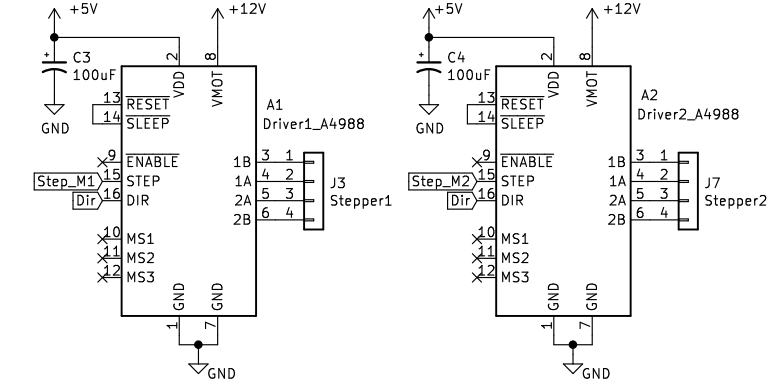 +5V
+12V
C3
100uF
GND
2
8
VDD
VMOT
13
RESET
14
SLEEP
9
ENABLE
Step_M1
15
STEP
Dir
16
DIR
10
MS1
11
MS2
12
MS3
A1
Driver1_A4988
1B 3 1
1A 4 2
2A 5 3
2B 6 4
J3
Stepper1
GND
GND
1
7
GND
+5V
+12V
C4
100uF
GND
2
8
VDD
VMOT
13
RESET
14
SLEEP
9
ENABLE
Step_M2
15
STEP
Dir
16
DIR
10
MS1
11
MS2
12
MS3
A2
Driver2_A4988
1B 3 1
1A 4 2
2A 5 3
2B 6 4
J7
Stepper2
GND
GND
1
7
GND